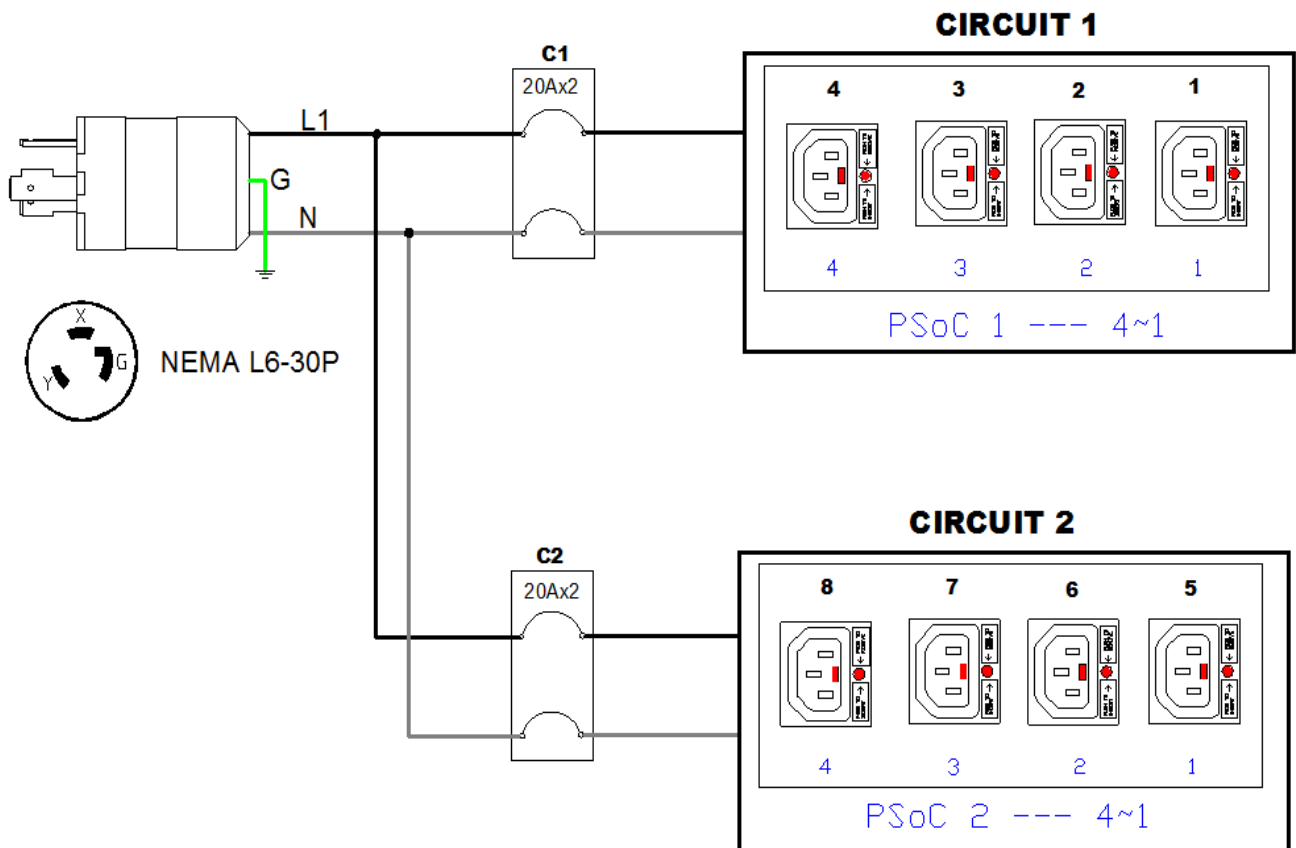 CIRCUIT 1
C1
20Ax2
4 3 2 1
L1
G
N
4 3 2 1
PSoC 1 --- 4~1
X
G
Y
NEMA L6-30P
CIRCUIT 2
C2
20Ax2
8 7 6 5
4 3 2 1
PSoC 2 --- 4~1